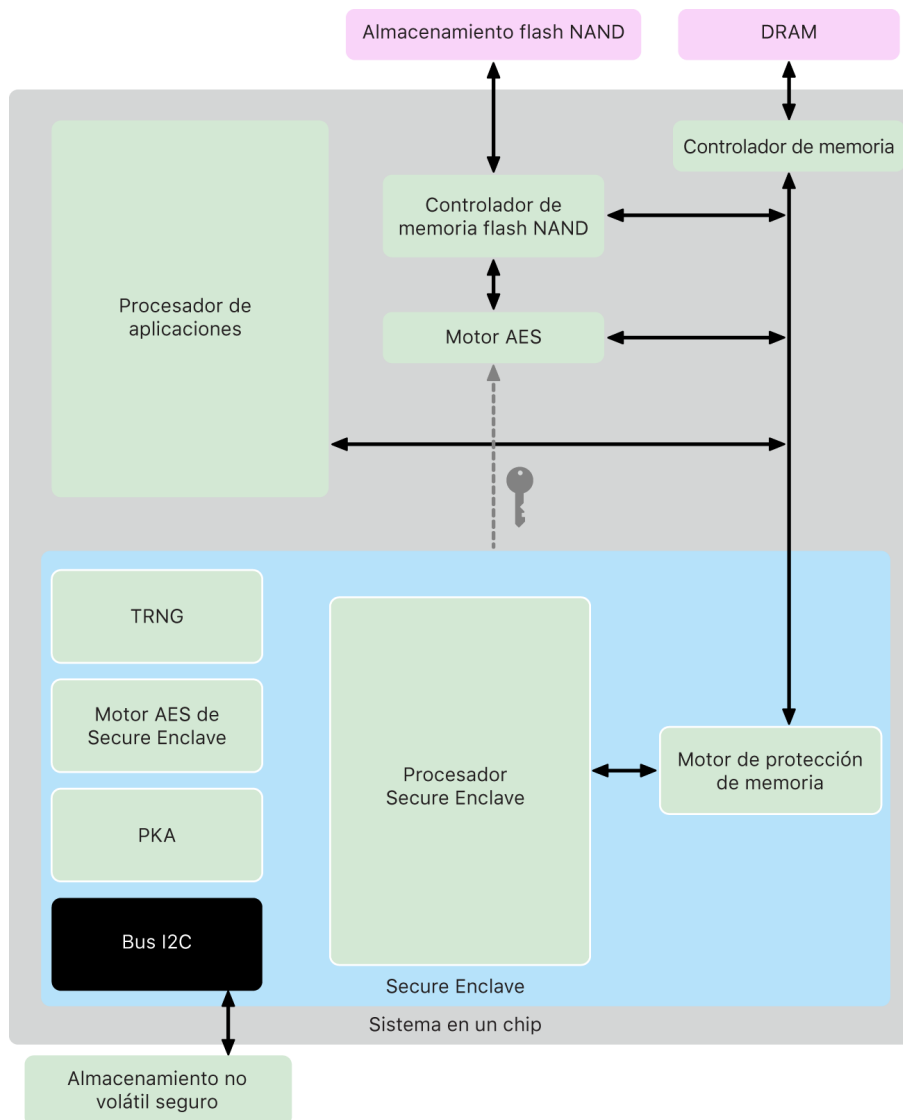 Almacenamiento flash NAND
DRAM
Controlador de memoria
Controlador de
memoria flash NAND
Procesador de
aplicaciones
Motor AES
TRNG
Motor AES de
Secure Enclave
Procesador
Secure Enclave
Motor de protección
de memoria
PKA
Bus I2C
Secure Enclave
Sistema en un chip
Almacenamiento no
volátil seguro